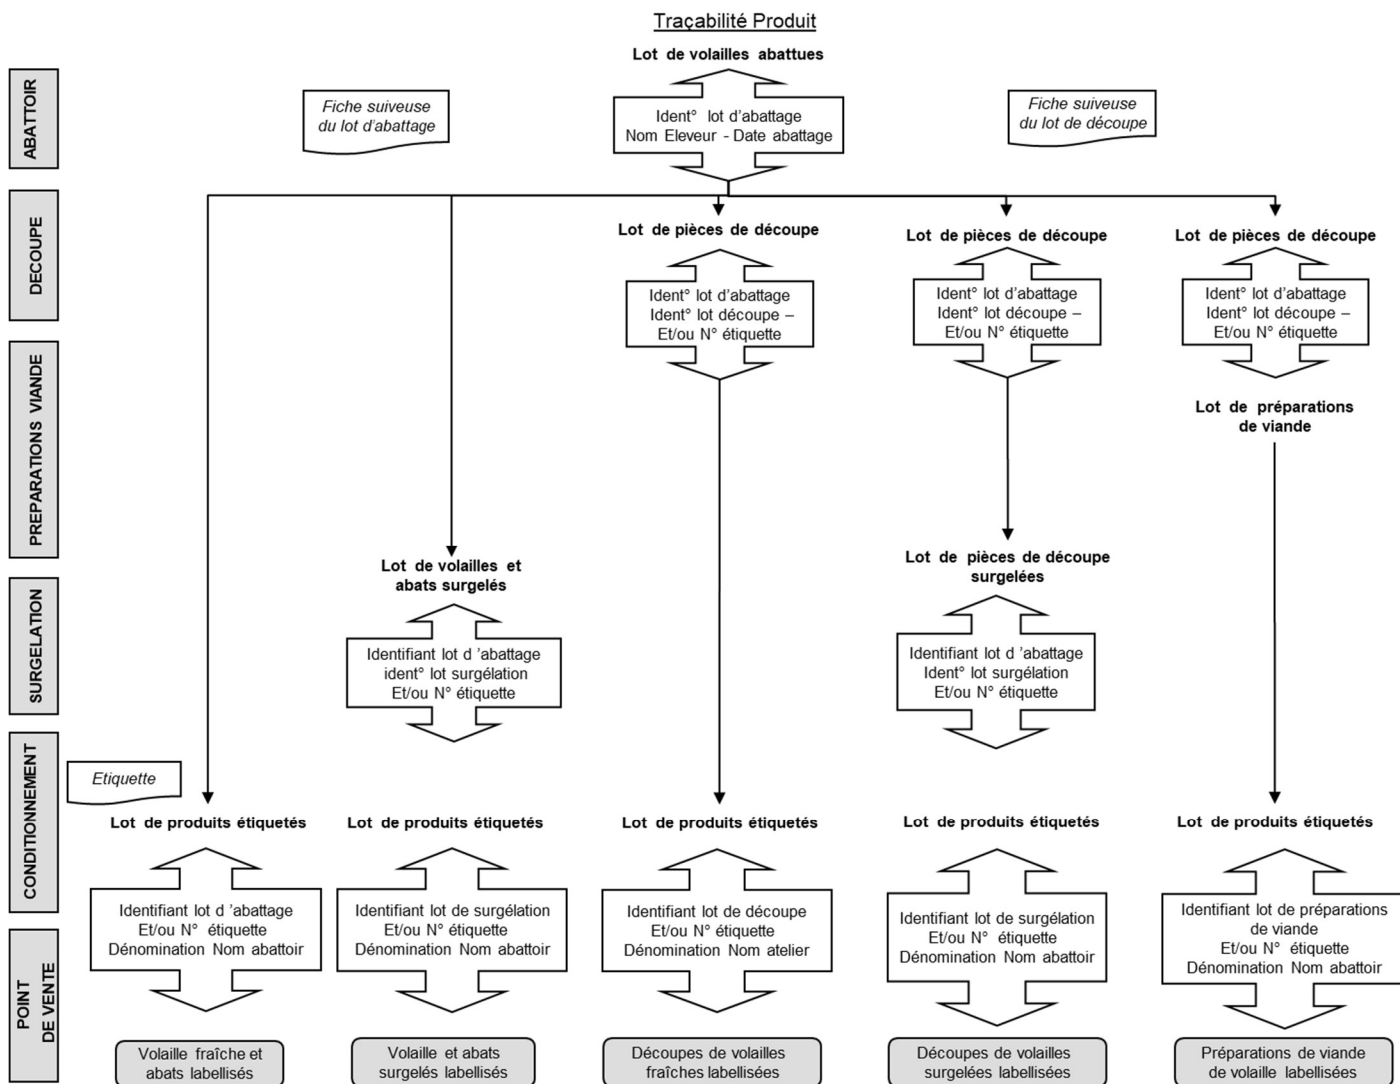 Traçabilité Produit
Lot de volailles abattues
ABATTOIR
Fiche suiveuse
du lot d'abattage
Ident° lot d'abattage
Nom Eleveur - Date abattage
Fiche suiveuse
du lot de découpe
DECOUPE
Lot de pièces de découpe
Ident° lot d'abattage
Ident° lot découpe –
Et/ou N° étiquette
Lot de pièces de découpe
Ident° lot d'abattage
Ident° lot découpe –
Et/ou N° étiquette
Lot de pièces de découpe
Ident° lot d'abattage
Ident° lot découpe –
Et/ou N° étiquette
PREPARATIONS VIANDE
Lot de préparations
de viande
Lot de volailles et
abats surgelés
Lot de pièces de découpe
surgelées
SURGELATION
Identifiant lot d 'abattage
ident° lot surgélation
Et/ou N° étiquette
Identifiant lot d 'abattage
Ident° lot surgélation
Et/ou N° étiquette
CONDITIONNEMENT
Etiquette
Lot de produits étiquetés
Lot de produits étiquetés
Lot de produits étiquetés
Lot de produits étiquetés
Lot de produits étiquetés
Identifiant lot d 'abattage
Et/ou N° étiquette
Dénomination Nom abattoir
Identifiant lot de surgélation
Et/ou N° étiquette
Dénomination Nom abattoir
Identifiant lot de découpe
Et/ou N° étiquette
Dénomination Nom atelier
Identifiant lot de surgélation
Et/ou N° étiquette
Dénomination Nom abattoir
Identifiant lot de préparations
de viande
Et/ou N° étiquette
Dénomination Nom abattoir
POINT
DE VENTE
Volaille fraîche et
abats labellisés
Volaille et abats
surgelés labellisés
Découpes de volailles
fraîches labellisées
Découpes de volailles
surgelées labellisées
Préparations de viande
de volaille labellisées